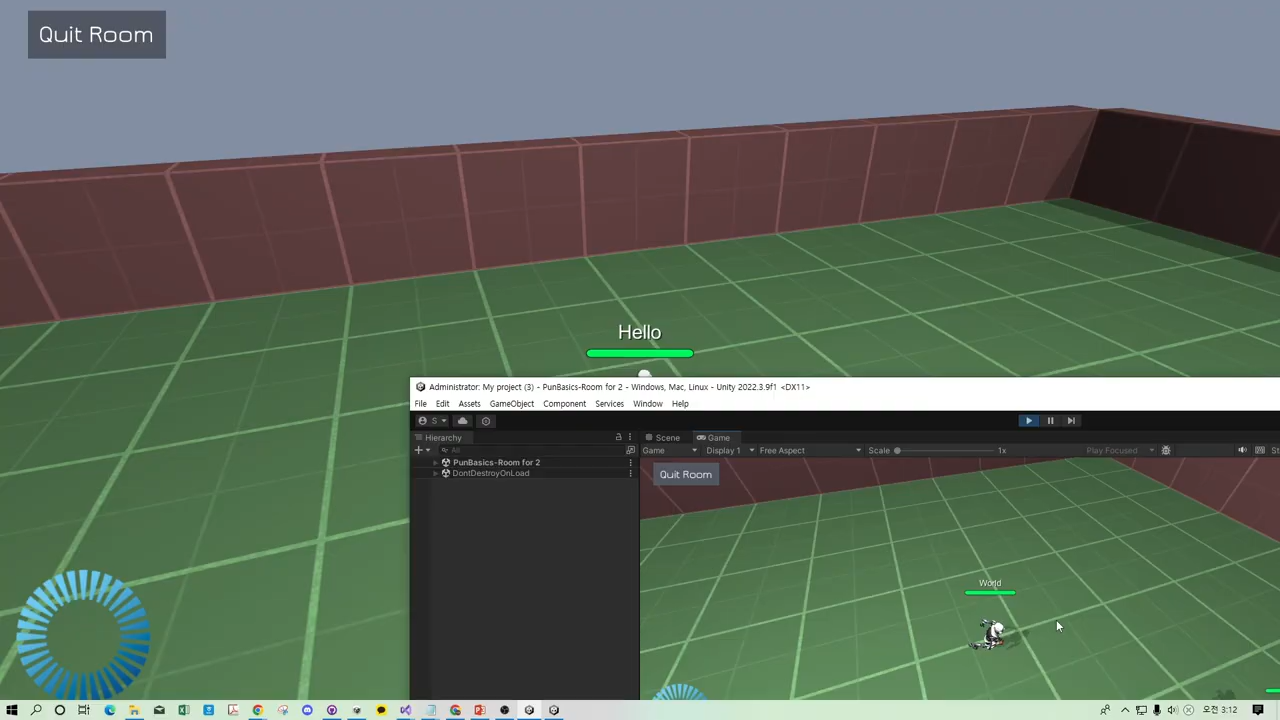 Quit Room
Hello
Administrator: My project (3) - PunBasics-Room for 2 - Windows, Mac, Linux - Unity 2022.3.9f1 <DX11>
File Edit Assets GameObject Component Services Window Help
S
Hierarchy
Scene Game
All
Game Display 1 Free Aspect Scale 1x Play Focused
PunBasics-Room for 2
DontDestroyOnLoad
Quit Room
World
오전 3:12